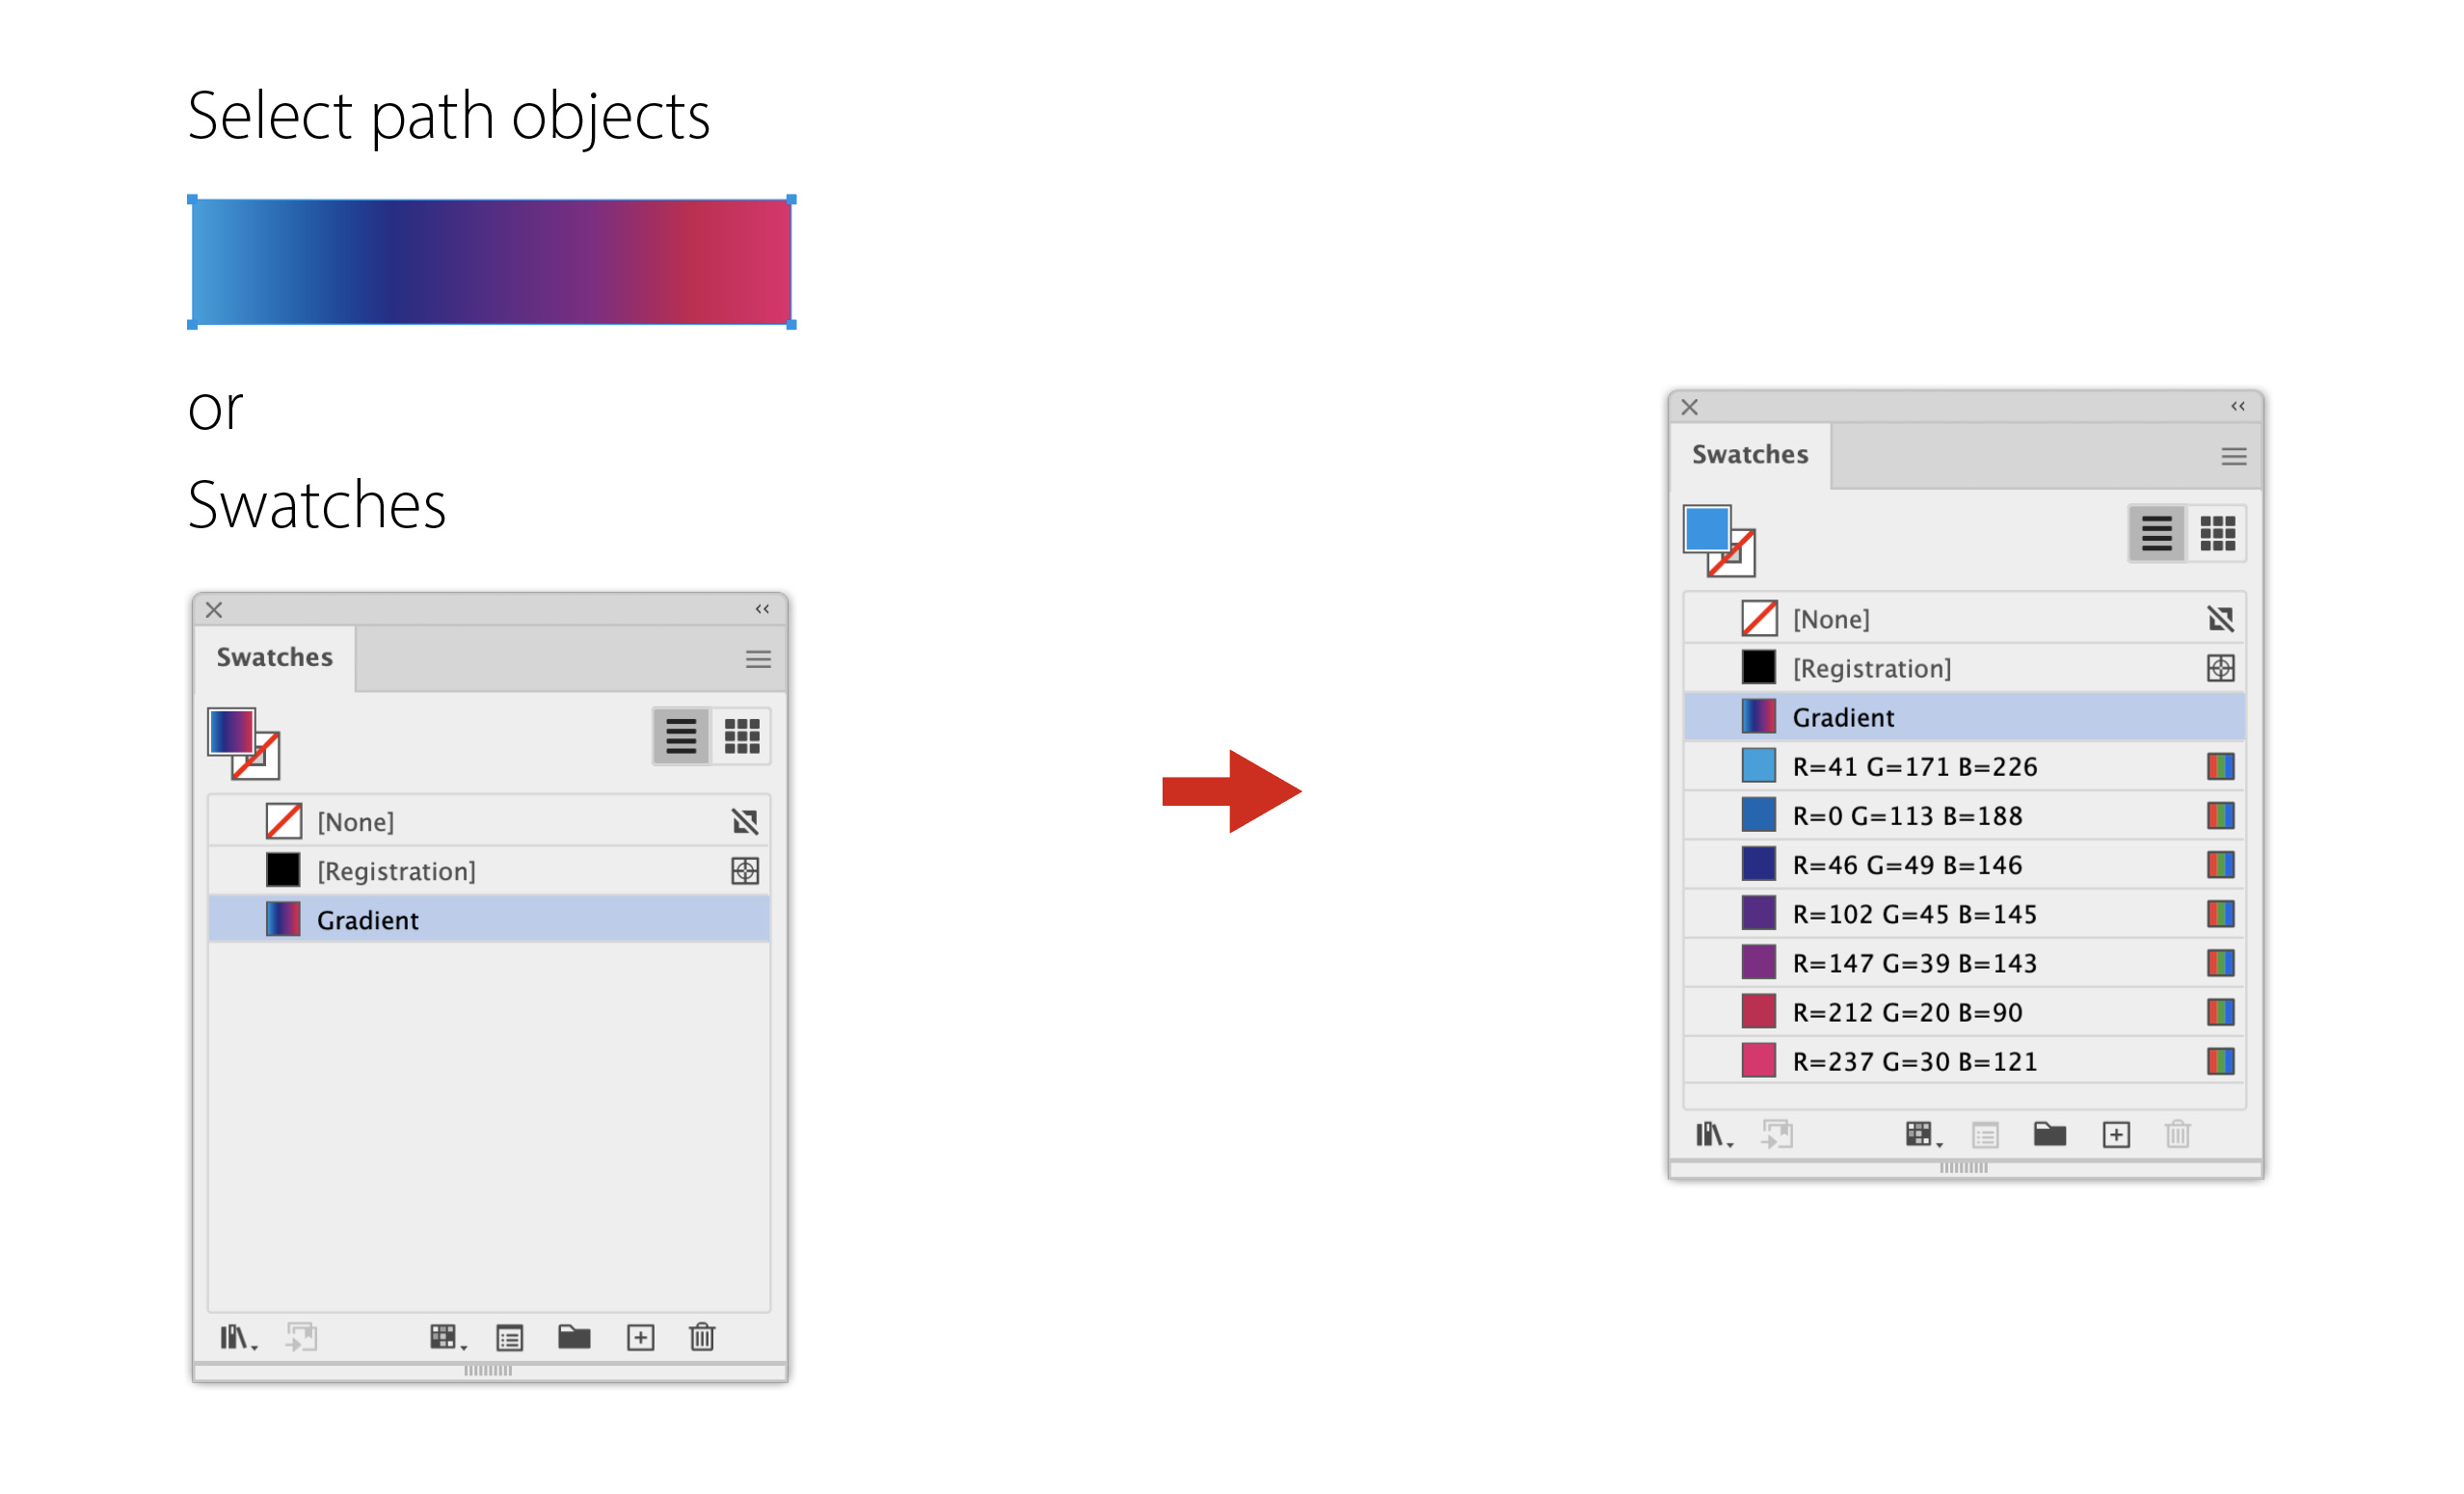 Select path objects
or
Swatches
Swatches
[None]
[Registration]
Gradient
Swatches
[None]
[Registration]
Gradient
R=41 G=171 B=226
R=0 G=113 B=188
R=46 G=49 B=146
R=102 G=45 B=145
R=147 G=39 B=143
R=212 G=20 B=90
R=237 G=30 B=121